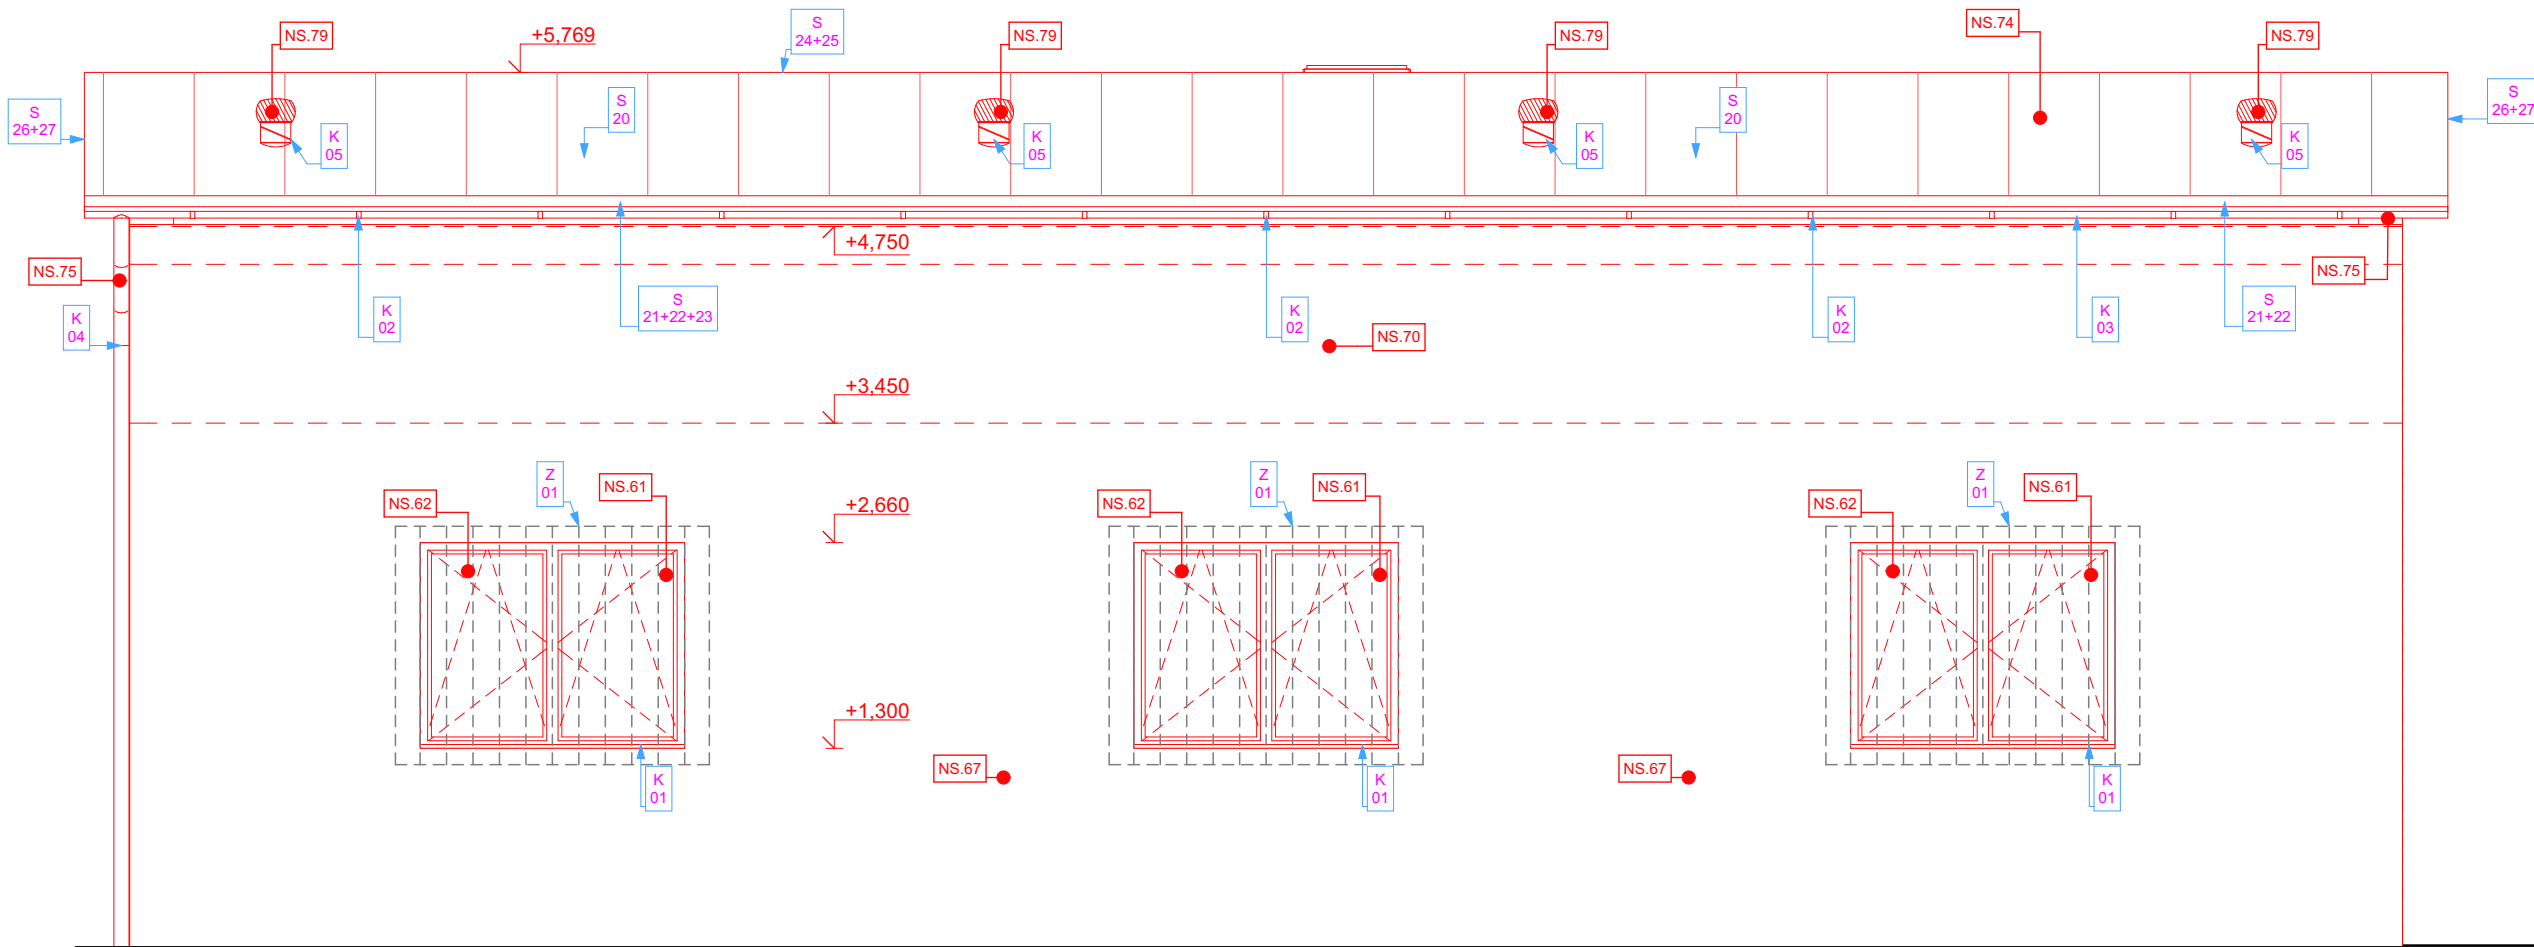 NS.79
+5,769
S
24+25
NS.79
NS.79
NS.74
NS.79
S
26+27
K
05
S
20
K
05
K
05
S
20
K
05
S
26+27
+4,750
NS.75
NS.75
K
04
K
02
S
21+22+23
K
02
NS.70
K
02
K
03
S
21+22
+3,450
NS.62
Z
01
NS.61
+2,660
NS.62
Z
01
NS.61
NS.62
Z
01
NS.61
+1,300
NS.67
NS.67
K
01
K
01
K
01